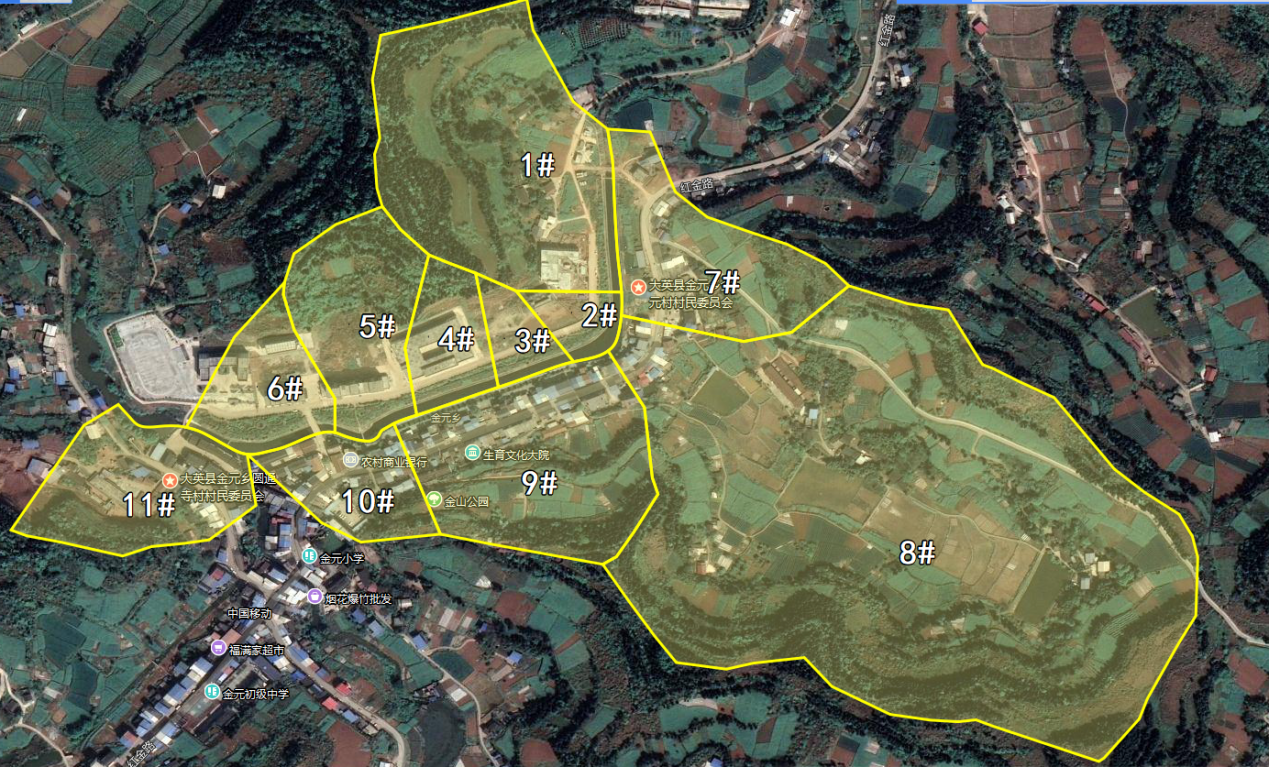 红金路
1#
红金路
大英县金元乡
元村村民委员会
7#
2#
5#
4#
3#
6#
金元乡
生育文化大院
农村商业银行
大英县金元乡圆通
寺村村民委员会
9#
10#
金山公园
11#
8#
金元小学
烟花爆竹批发
中国移动
福满家超市
金元初级中学
红金路